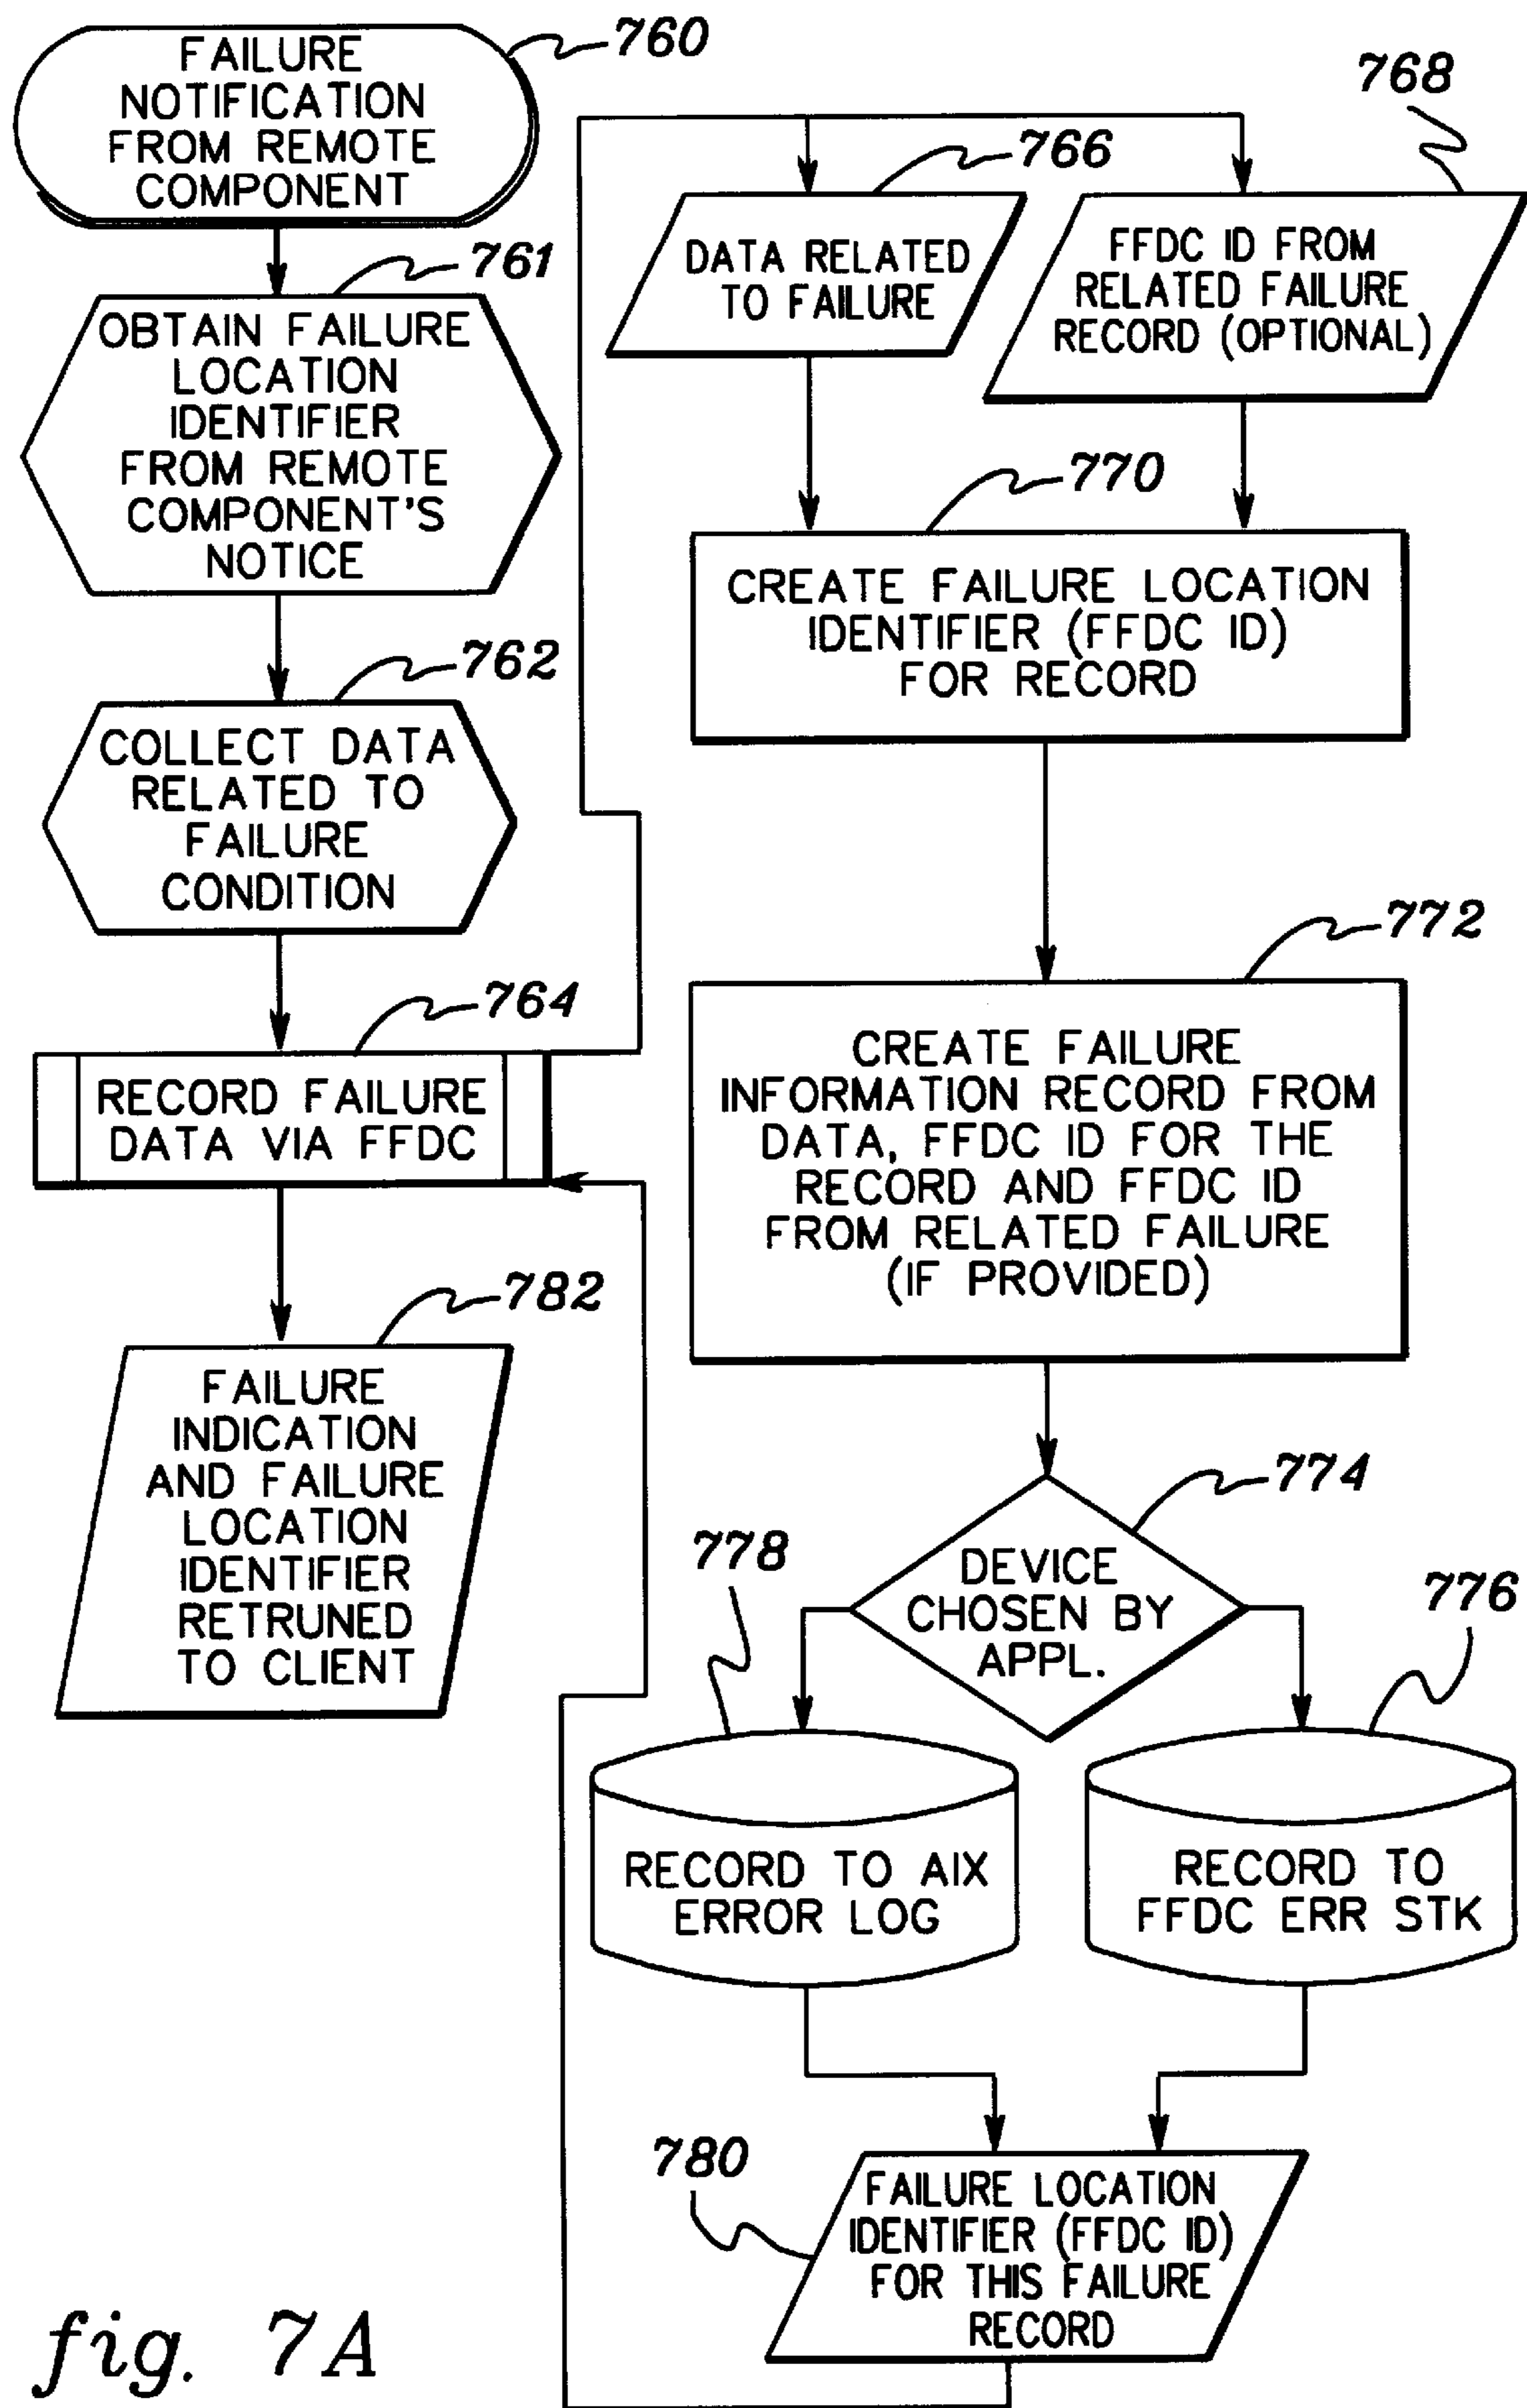 760
FAILURE
NOTIFICATION
FROM REMOTE
COMPONENT
761
OBTAIN FAILURE
LOCATION
IDENTIFIER
FROM REMOTE
COMPONENT'S
NOTICE
762
COLLECT DATA
RELATED TO
FAILURE
CONDITION
764
RECORD FAILURE
DATA VIA FFDC
782
FAILURE
INDICATION
AND FAILURE
LOCATION
IDENTIFIER
RETRUNED
TO CLIENT
766
DATA RELATED
TO FAILURE
768
FFDC ID FROM
RELATED FAILURE
RECORD (OPTIONAL)
770
CREATE FAILURE LOCATION
IDENTIFIER (FFDC ID)
FOR RECORD
772
CREATE FAILURE
INFORMATION RECORD FROM
DATA, FFDC ID FOR THE
RECORD AND FFDC ID
FROM RELATED FAILURE
(IF PROVIDED)
774
DEVICE
CHOSEN BY
APPL.
778
RECORD TO AIX
ERROR LOG
776
RECORD TO
FFDC ERR STK
780
FAILURE LOCATION
IDENTIFIER (FFDC ID)
FOR THIS FAILURE
RECORD
fig. 7A